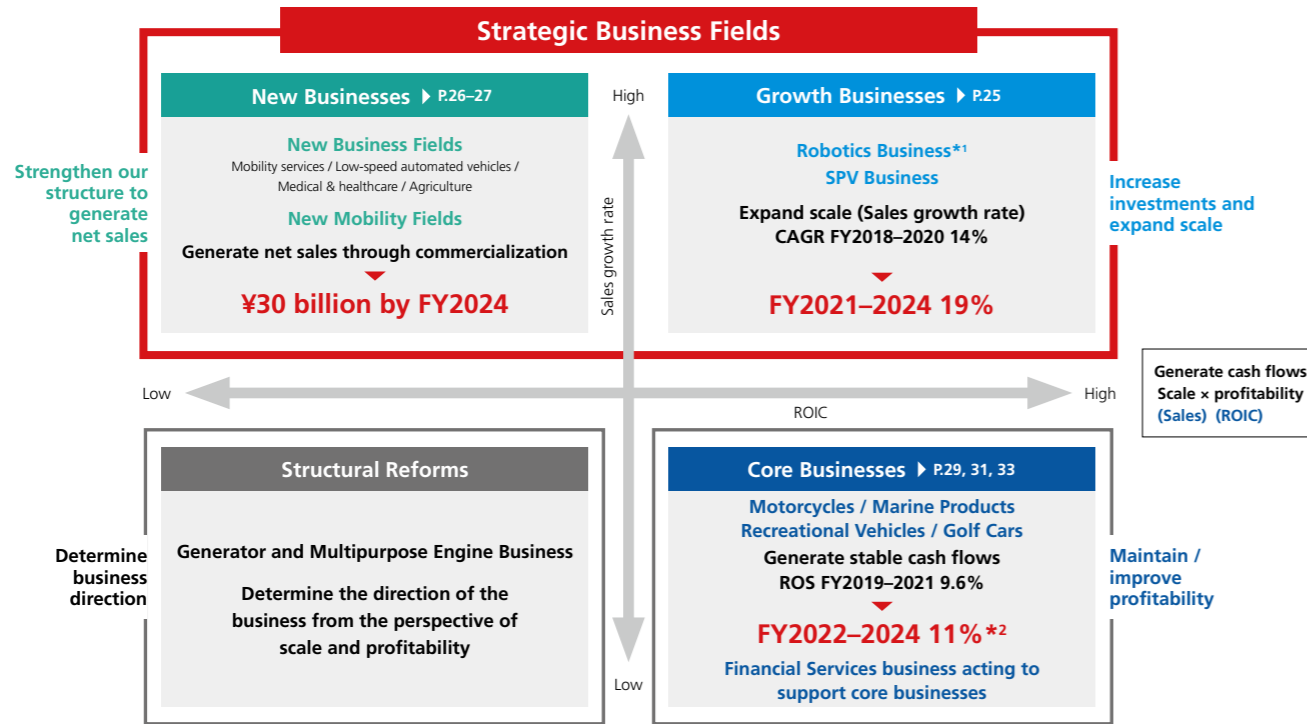 Strategic Business Fields
New Businesses ▶ P.26–27
New Business Fields
Mobility services / Low-speed automated vehicles /
Medical & healthcare / Agriculture
New Mobility Fields
Generate net sales through commercialization
¥30 billion by FY2024
Strengthen our
structure to
generate
net sales
High
Sales growth rate
Growth Businesses ▶ P.25
Robotics Business*1
SPV Business
Expand scale (Sales growth rate)
CAGR FY2018–2020 14%
FY2021–2024 19%
Increase
investments and
expand scale
Low
ROIC
High
Generate cash flows
Scale × profitability
(Sales) (ROIC)
Structural Reforms
Generator and Multipurpose Engine Business
Determine the direction of the
business from the perspective of
scale and profitability
Determine
business
direction
Low
Core Businesses ▶ P.29, 31, 33
Motorcycles / Marine Products
Recreational Vehicles / Golf Cars
Generate stable cash flows
ROS FY2019–2021 9.6%
FY2022–2024 11%*2
Financial Services business acting to
support core businesses
Maintain /
improve
profitability